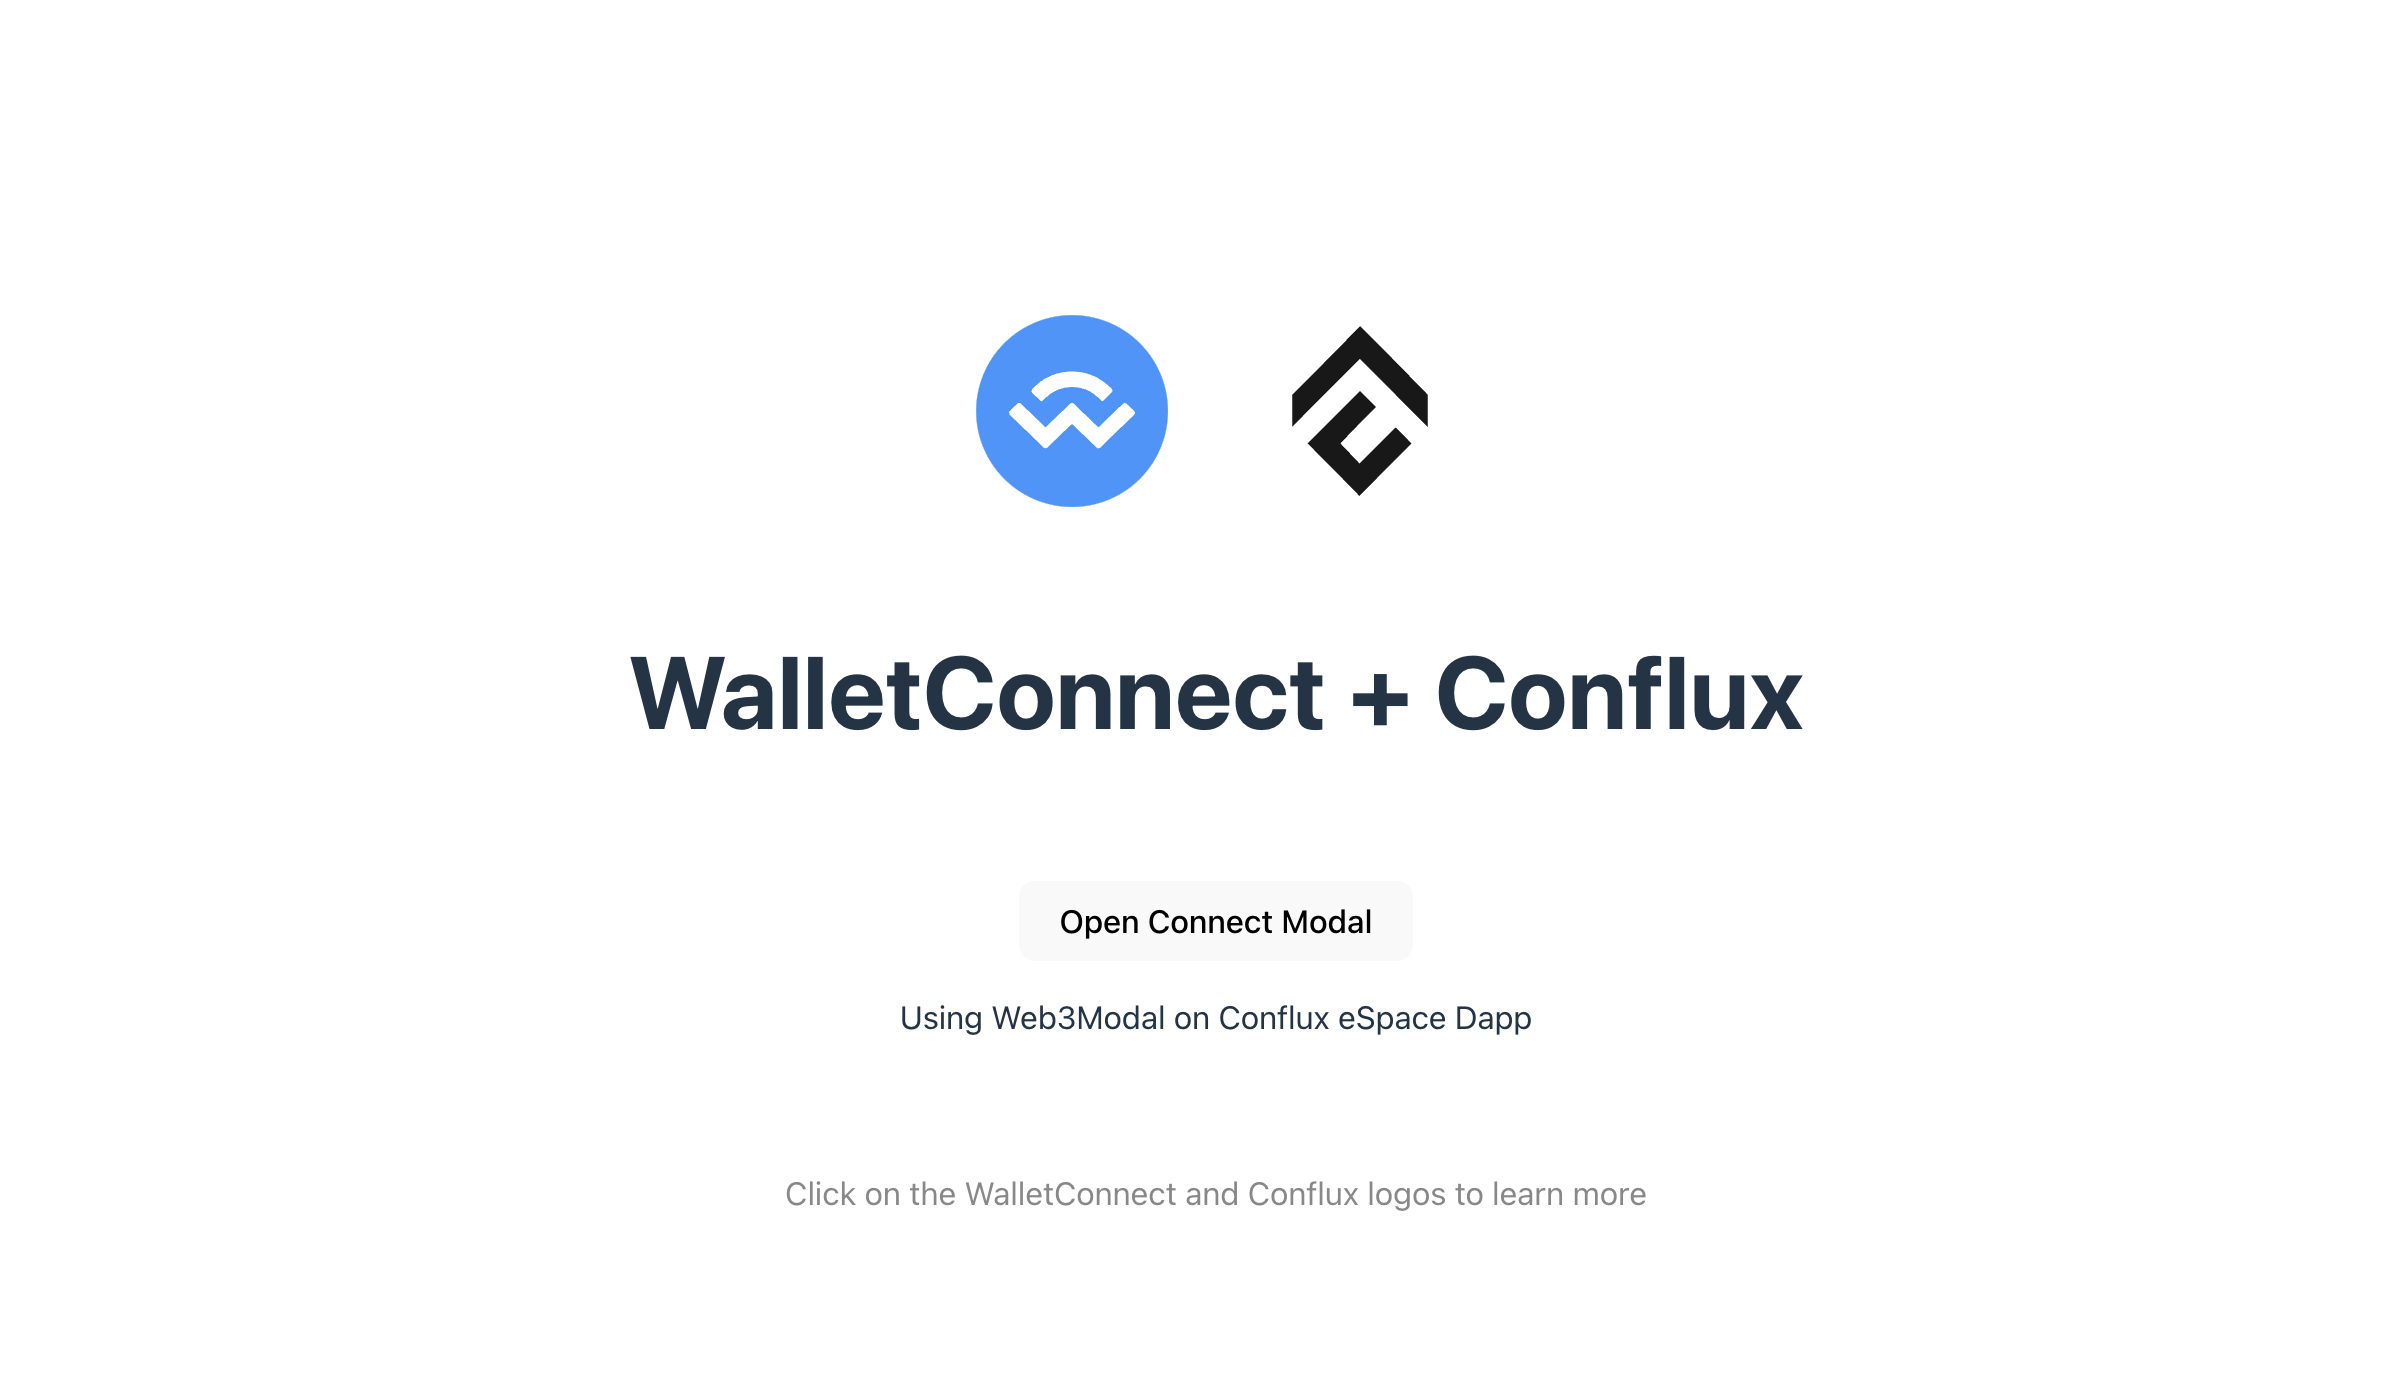 WalletConnect + Conflux
Open Connect Modal
Using Web3Modal on Conflux eSpace Dapp
Click on the WalletConnect and Conflux logos to learn more